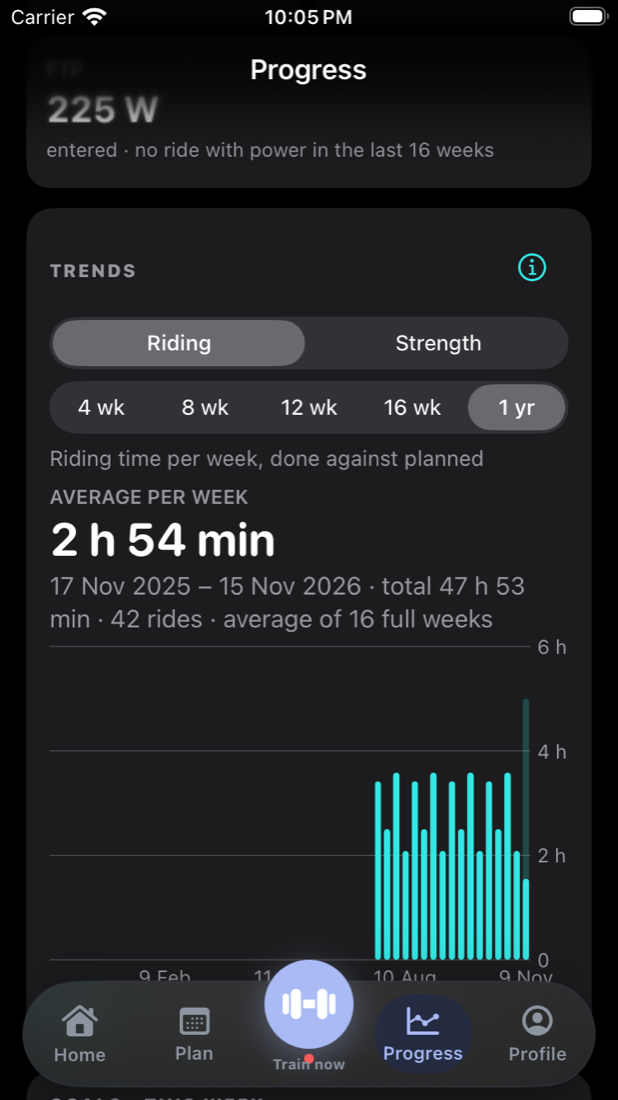 Carrier 10:05 PM
FTP
Progress
225 W
entered · no ride with power in the last 16 weeks
TRENDS
Riding Strength
4 wk 8 wk 12 wk 16 wk 1 yr
Riding time per week, done against planned
AVERAGE PER WEEK
2 h 54 min
17 Nov 2025 – 15 Nov 2026 · total 47 h 53
min · 42 rides · average of 16 full weeks
6 h
4 h
2 h
0
9 Feb 11 10 Aug 9 Nov
Home Plan Train now Progress Profile